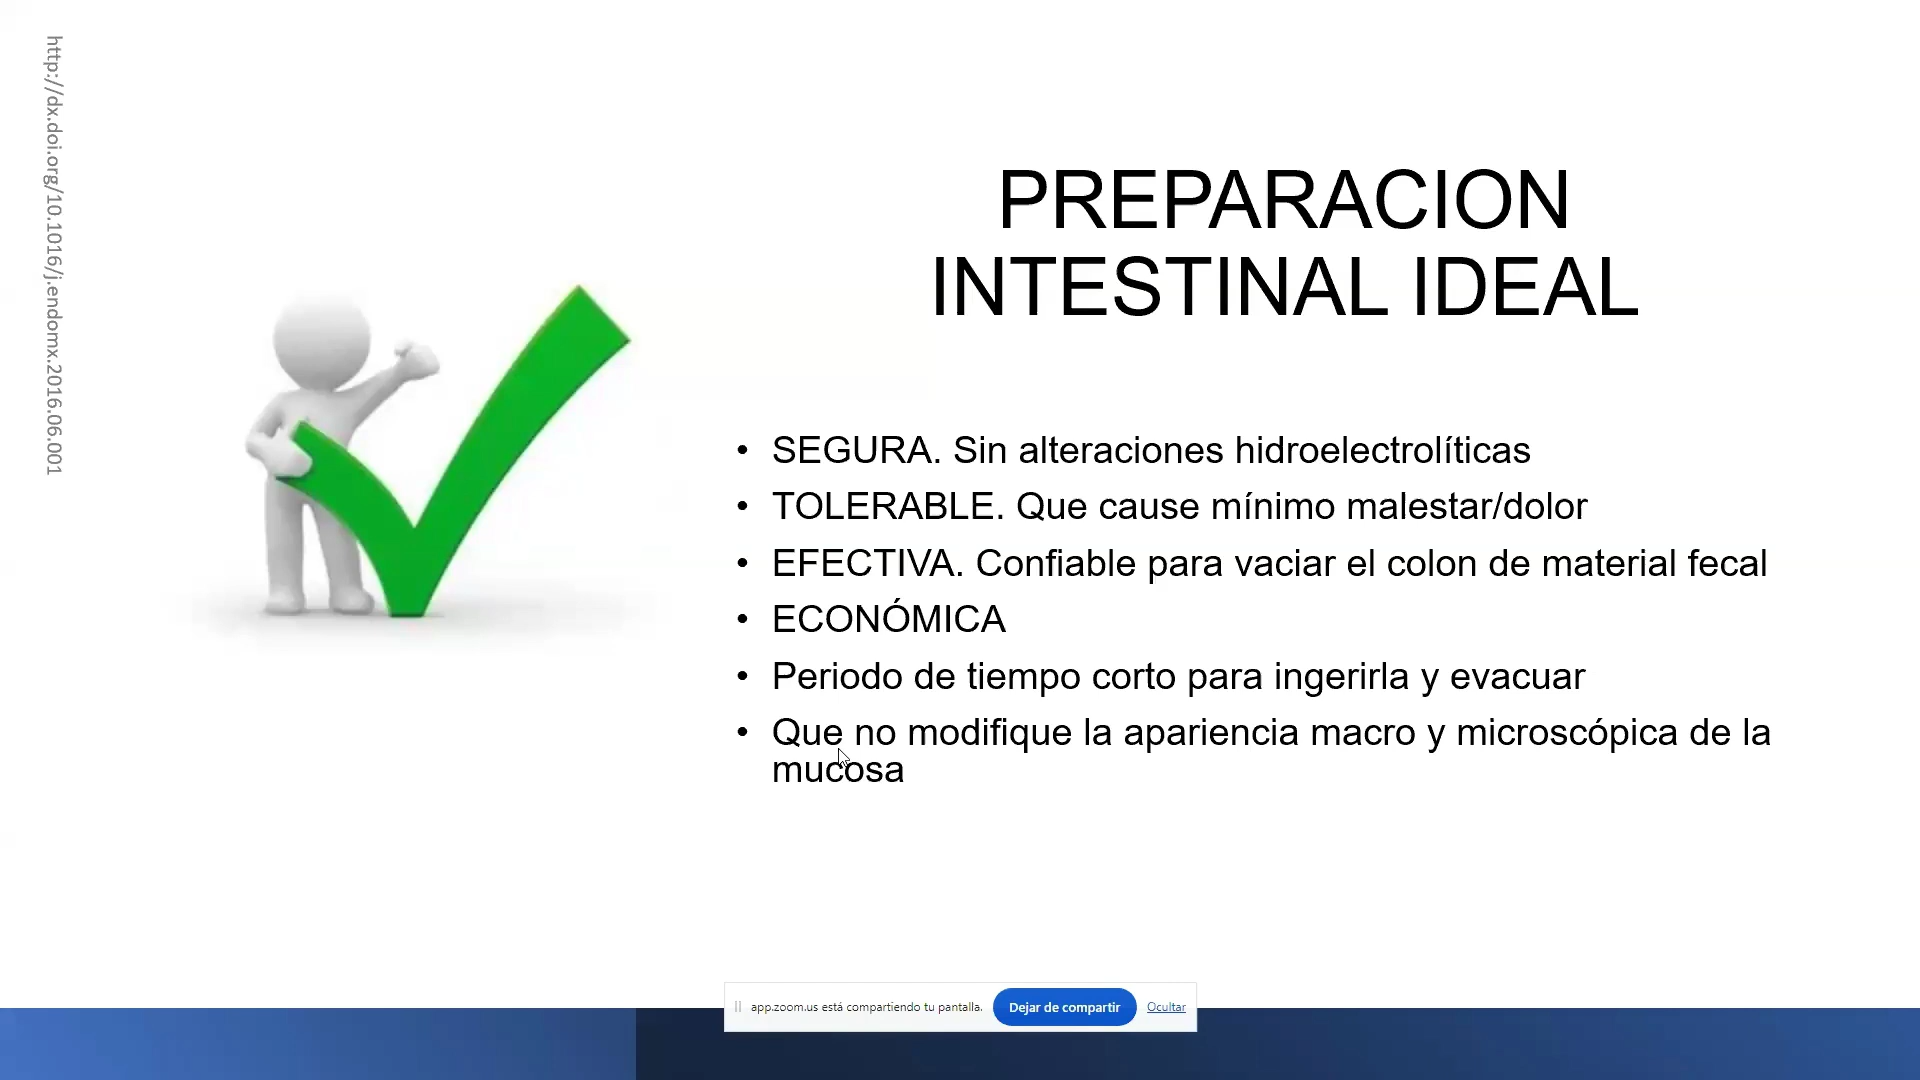 http://dx.doi.org/10.1016/j.endomx.2016.06.001
PREPARACION
INTESTINAL IDEAL
• SEGURA. Sin alteraciones hidroelectrolíticas
• TOLERABLE. Que cause mínimo malestar/dolor
• EFECTIVA. Confiable para vaciar el colon de material fecal
• ECONÓMICA
• Periodo de tiempo corto para ingerirla y evacuar
• Que no modifique la apariencia macro y microscópica de la
mucosa
app.zoom.us está compartiendo tu pantalla. Dejar de compartir Ocultar